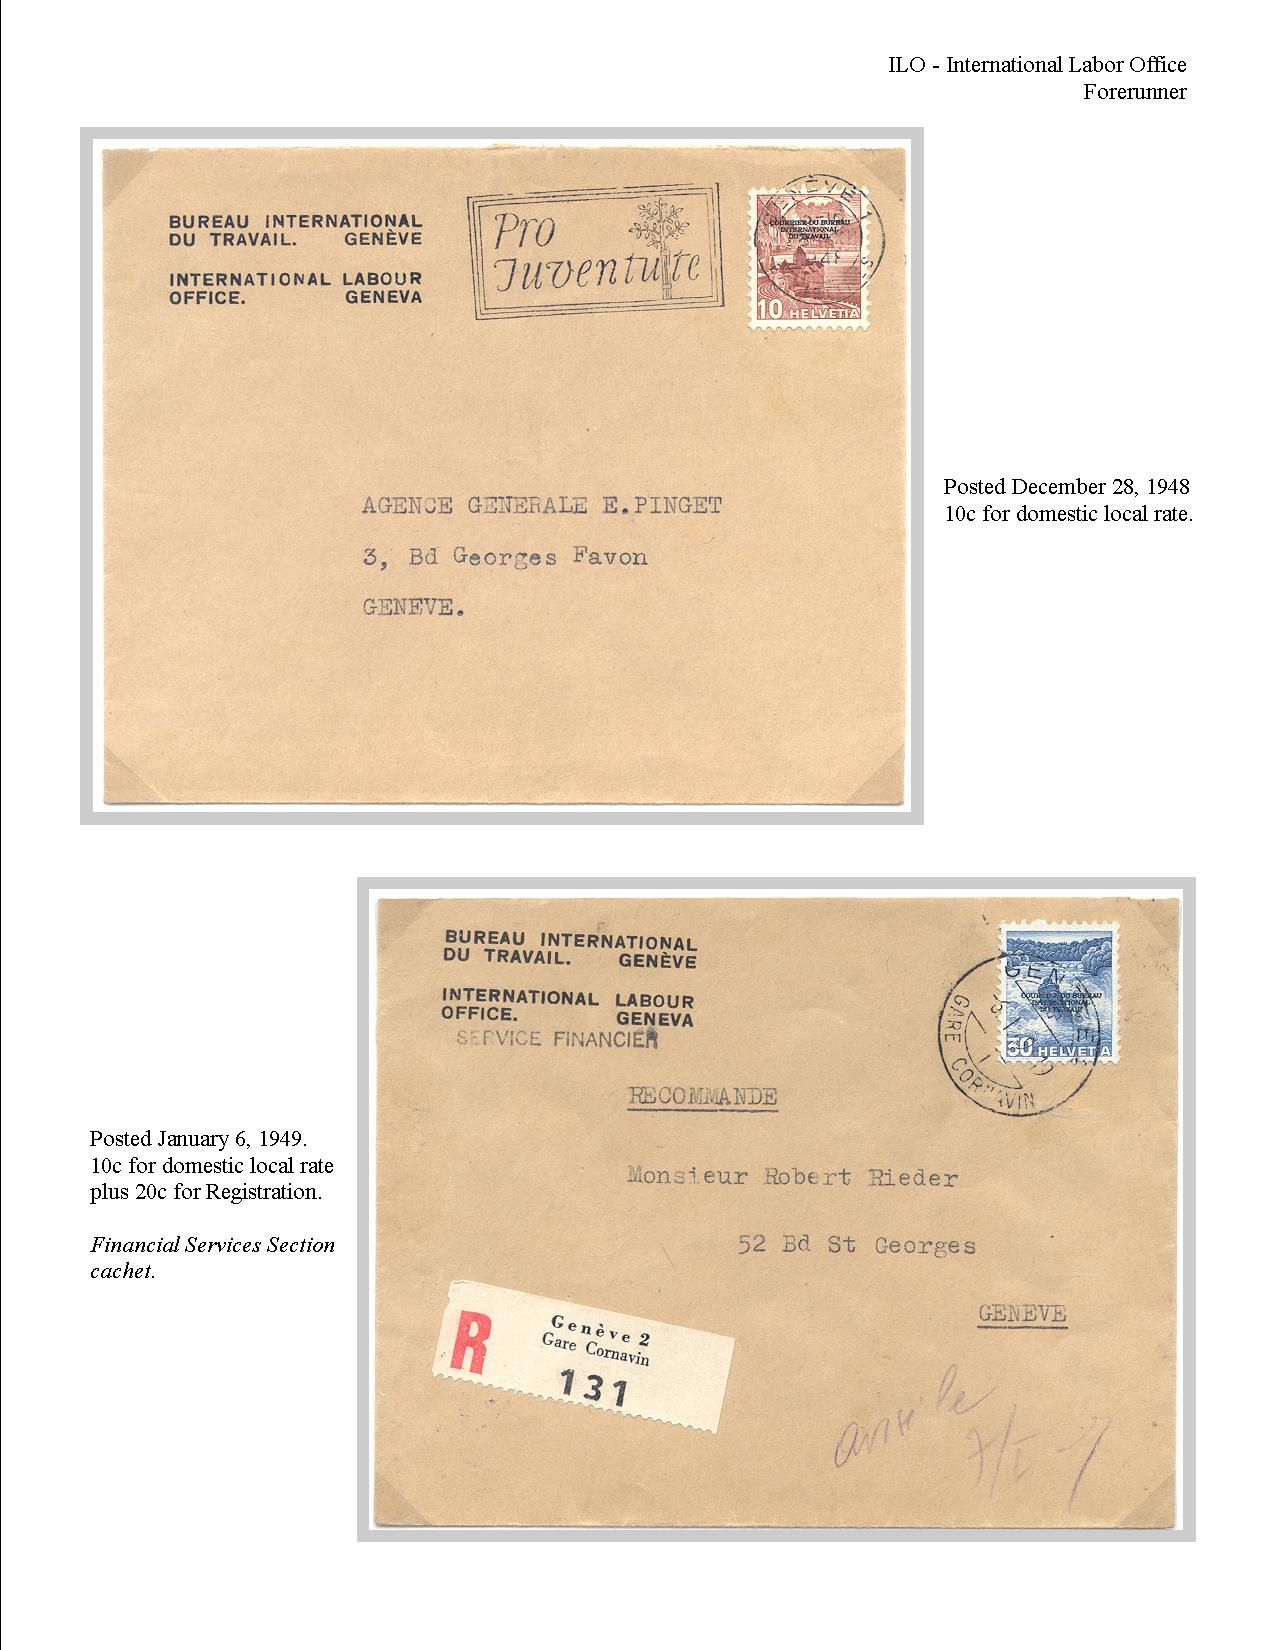 ILO - International Labor Office
Forerunner
BUREAU INTERNATIONAL
DU TRAVAIL. GENÈVE
INTERNATIONAL LABOUR
OFFICE. GENEVA
Pro
Juventute
GENÈVE 1
COURRIER DU BUREAU
INTERNATIONAL
DU TRAVAIL
10 HELVETIA
AGENCE GENERALE E.PINGET
3, Bd Georges Favon
GENEVE.
Posted December 28, 1948
10c for domestic local rate.
BUREAU INTERNATIONAL
DU TRAVAIL. GENÈVE
INTERNATIONAL LABOUR
OFFICE. GENEVA
SERVICE FINANCIER
COURRIER DU BUREAU
INTERNATIONAL
DU TRAVAIL
30 HELVETIA
GARE CORNAVIN
RECOMMANDE
Monsieur Robert Rieder
52 Bd St Georges
GENEVE
R
Genève 2
Gare Cornavin
131
7/I
Posted January 6, 1949.
10c for domestic local rate
plus 20c for Registration.
Financial Services Section
cachet.